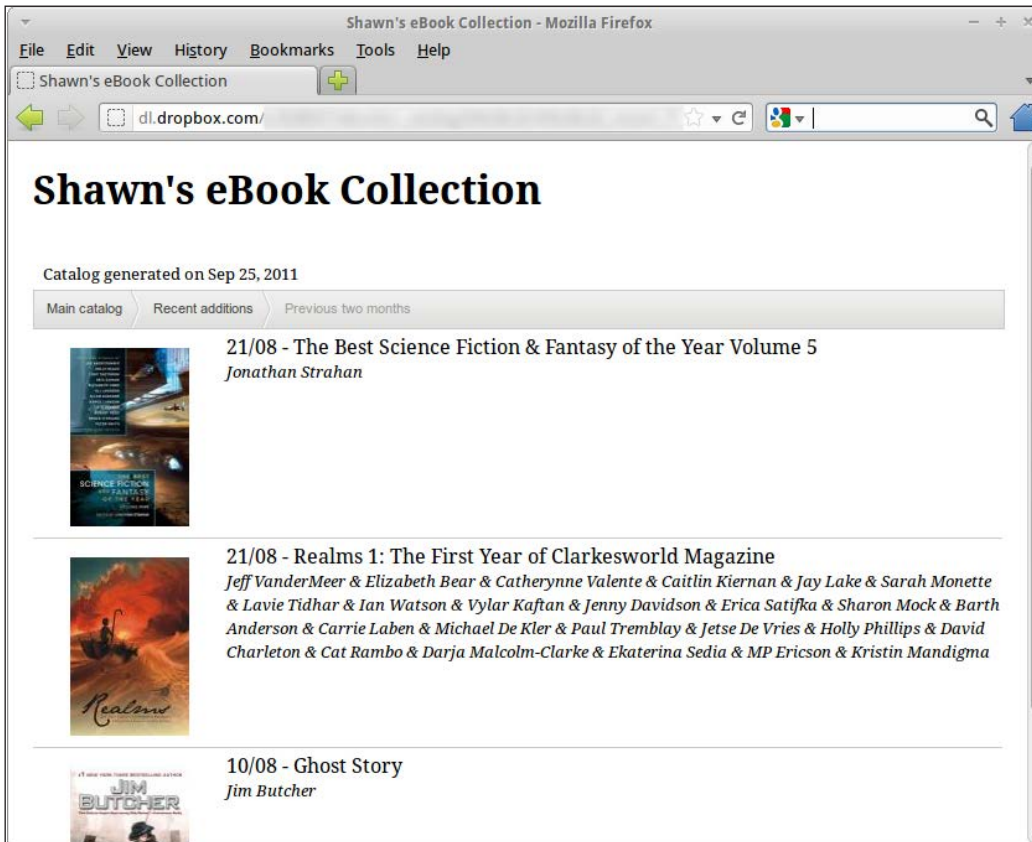 Shawn's eBook Collection - Mozilla Firefox
File Edit View History Bookmarks Tools Help
Shawn's eBook Collection
dl.dropbox.com/
Shawn's eBook Collection
Catalog generated on Sep 25, 2011
Main catalog Recent additions Previous two months
21/08 - The Best Science Fiction & Fantasy of the Year Volume 5
Jonathan Strahan
THE BEST
SCIENCE FICTION
AND FANTASY
OF THE YEAR
21/08 - Realms 1: The First Year of Clarkesworld Magazine
Jeff VanderMeer & Elizabeth Bear & Catherynne Valente & Caitlin Kiernan & Jay Lake & Sarah Monette
& Lavie Tidhar & Ian Watson & Vylar Kaftan & Jenny Davidson & Erica Satifka & Sharon Mock & Barth
Anderson & Carrie Laben & Michael De Kler & Paul Tremblay & Jetse De Vries & Holly Phillips & David
Charleton & Cat Rambo & Darja Malcolm-Clarke & Ekaterina Sedia & MP Ericson & Kristin Mandigma
Realms
10/08 - Ghost Story
Jim Butcher
#1 NEW YORK TIMES BESTSELLING AUTHOR
JIM
BUTCHER